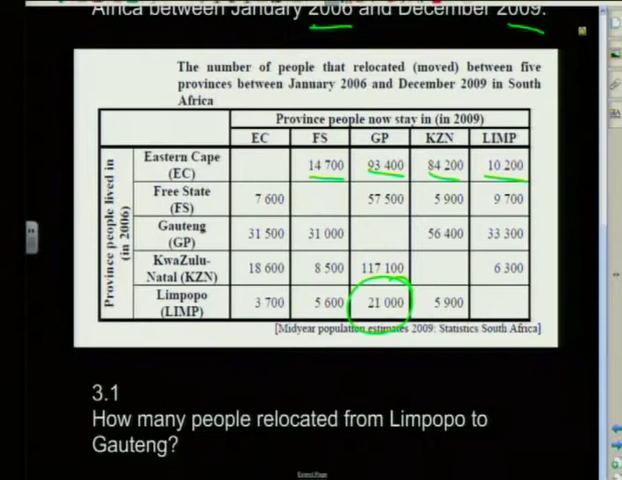 Africa between January 2006 and December 2009.
The number of people that relocated (moved) between five
provinces between January 2006 and December 2009 in South
Africa
Province people now stay in (in 2009)
EC FS GP KZN LIMP
Province people lived in
(in 2006)
Eastern Cape
(EC) 14 700 93 400 84 200 10 200
Free State
(FS) 7 600 57 500 5 900 9 700
Gauteng
(GP) 31 500 31 000 56 400 33 300
KwaZulu-
Natal (KZN) 18 600 8 500 117 100 6 300
Limpopo
(LIMP) 3 700 5 600 21 000 5 900
[Midyear population estimates 2009: Statistics South Africa]
3.1
How many people relocated from Limpopo to
Gauteng?
Extend Page